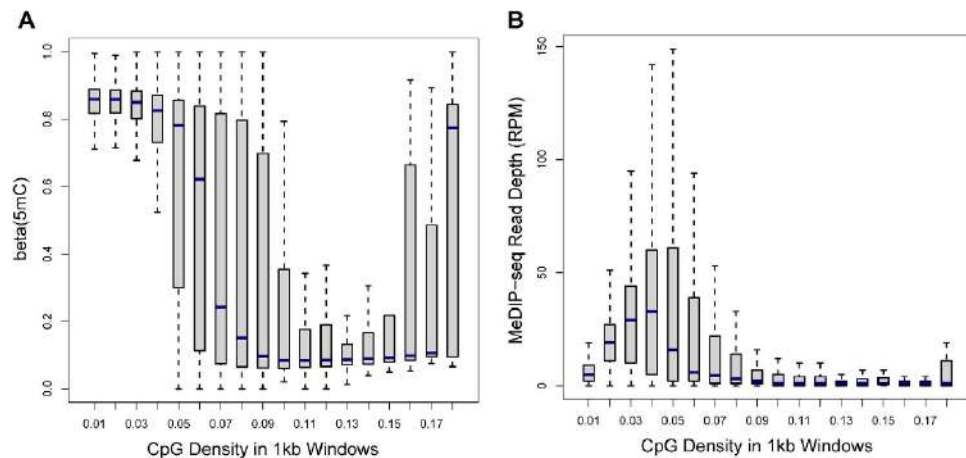 A
beta(5mC)
1.0
0.8
0.6
0.4
0.2
0.0
0.01 0.03 0.05 0.07 0.09 0.11 0.13 0.15 0.17
CpG Density in 1kb Windows
B
MeDIP-seq Read Depth (RPM)
150
100
50
0
0.01 0.03 0.05 0.07 0.09 0.11 0.13 0.15 0.17
CpG Density in 1kb Windows